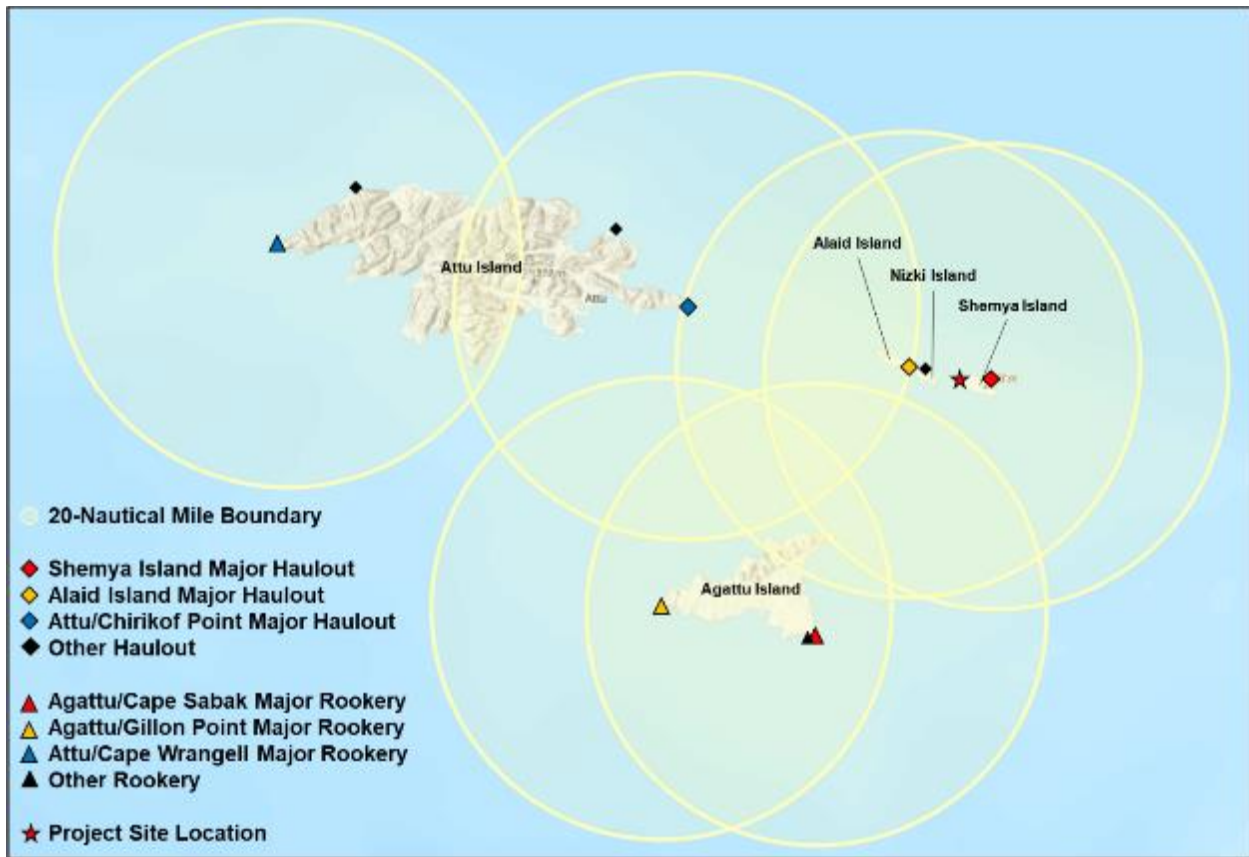 Alaid Island
Nizki Island
Shemya Island
Attu Island
Attu
Agattu Island
20-Nautical Mile Boundary
Shemya Island Major Haulout
Alaid Island Major Haulout
Attu/Chirikof Point Major Haulout
Other Haulout
Agattu/Cape Sabak Major Rookery
Agattu/Gillon Point Major Rookery
Attu/Cape Wrangell Major Rookery
Other Rookery
Project Site Location